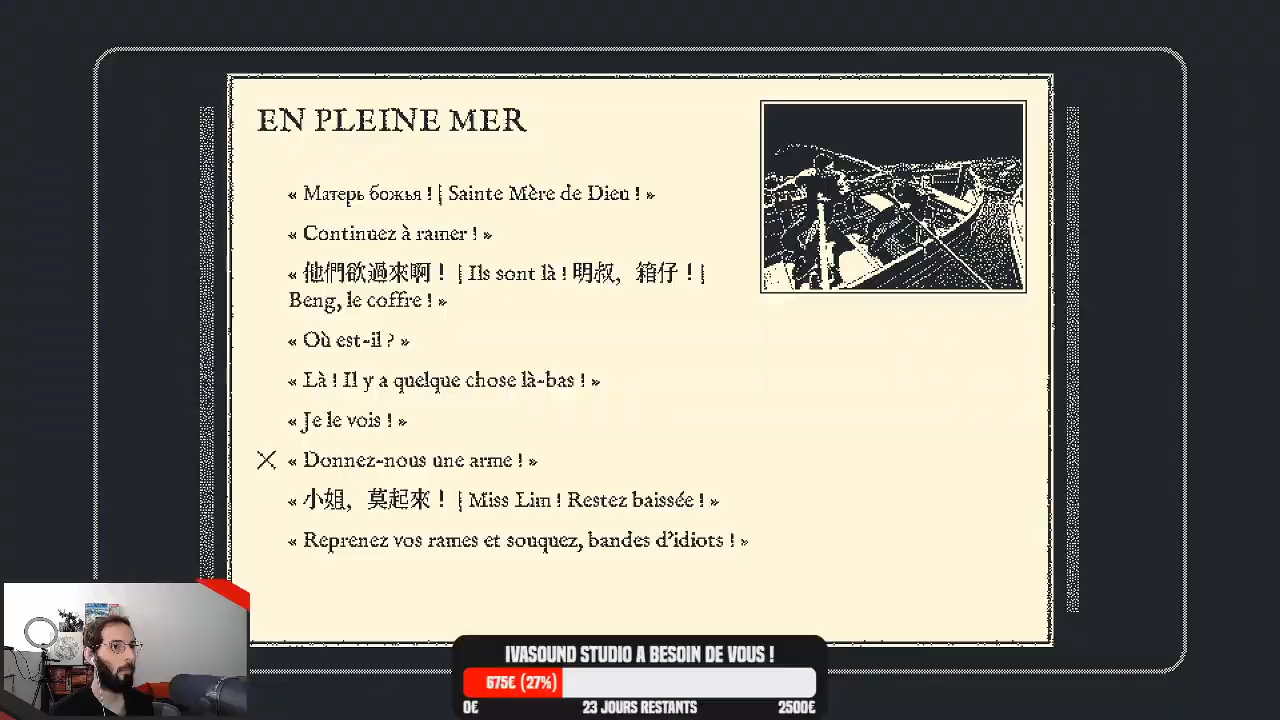 EN PLEINE MER
« Матерь божья ! | Sainte Mère de Dieu ! »
« Continuez à ramer ! »
« 他們欲過來啊！ | Ils sont là ! 明叔，箱仔！|
Beng, le coffre ! »
« Où est-il ? »
« Là ! Il y a quelque chose là-bas ! »
« Je le vois ! »
« Donnez-nous une arme ! »
« 小姐，莫起來！ | Miss Lim ! Restez baissée ! »
« Reprenez vos rames et souquez, bandes d'idiots ! »
IVASOUND STUDIO A BESOIN DE VOUS !
675€ (27%)
0€ 23 JOURS RESTANTS 2500€